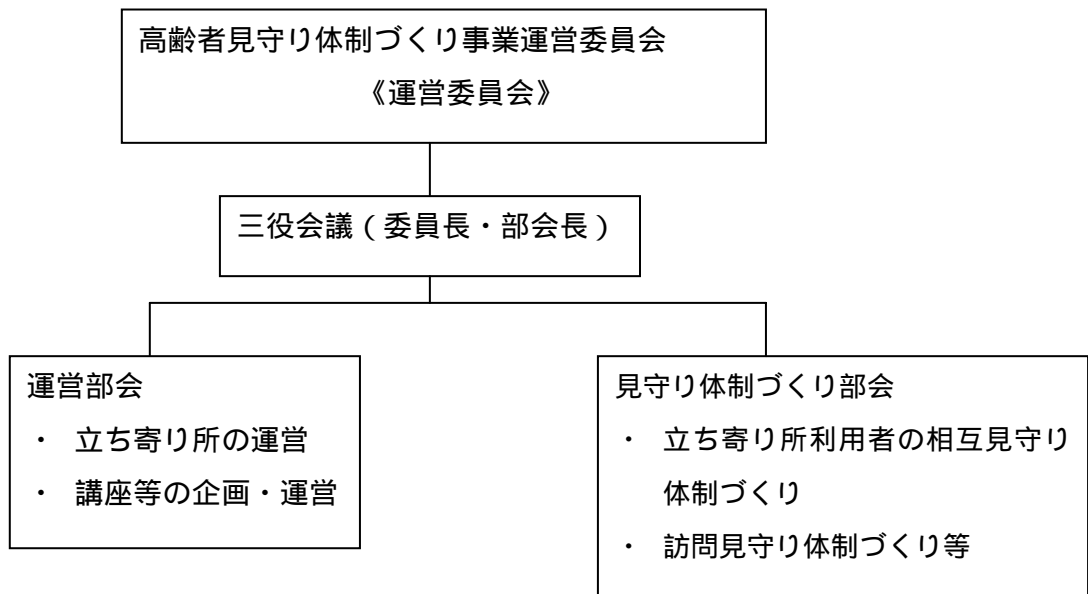 高齢者見守り体制づくり事業運営委員会
《運営委員会》
三役会議（委員長・部会長）
運営部会
・ 立ち寄り所の運営
・ 講座等の企画・運営
見守り体制づくり部会
・ 立ち寄り所利用者の相互見守り
体制づくり
・ 訪問見守り体制づくり等